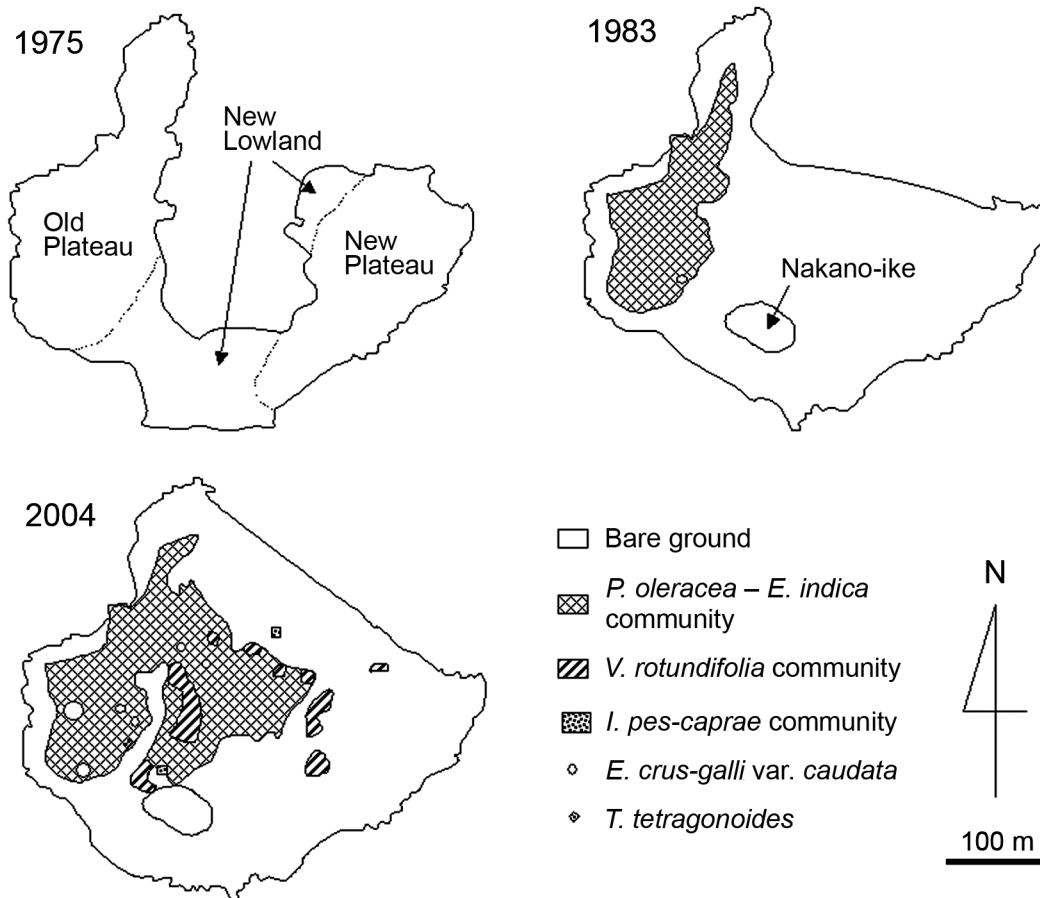 1975
New
Lowland
Old
Plateau
New
Plateau
1983
Nakano-ike
2004
Bare ground
P. oleracea – E. indica
community
V. rotundifolia community
I. pes-caprae community
E. crus-galli var. caudata
T. tetragonoides
N
100 m